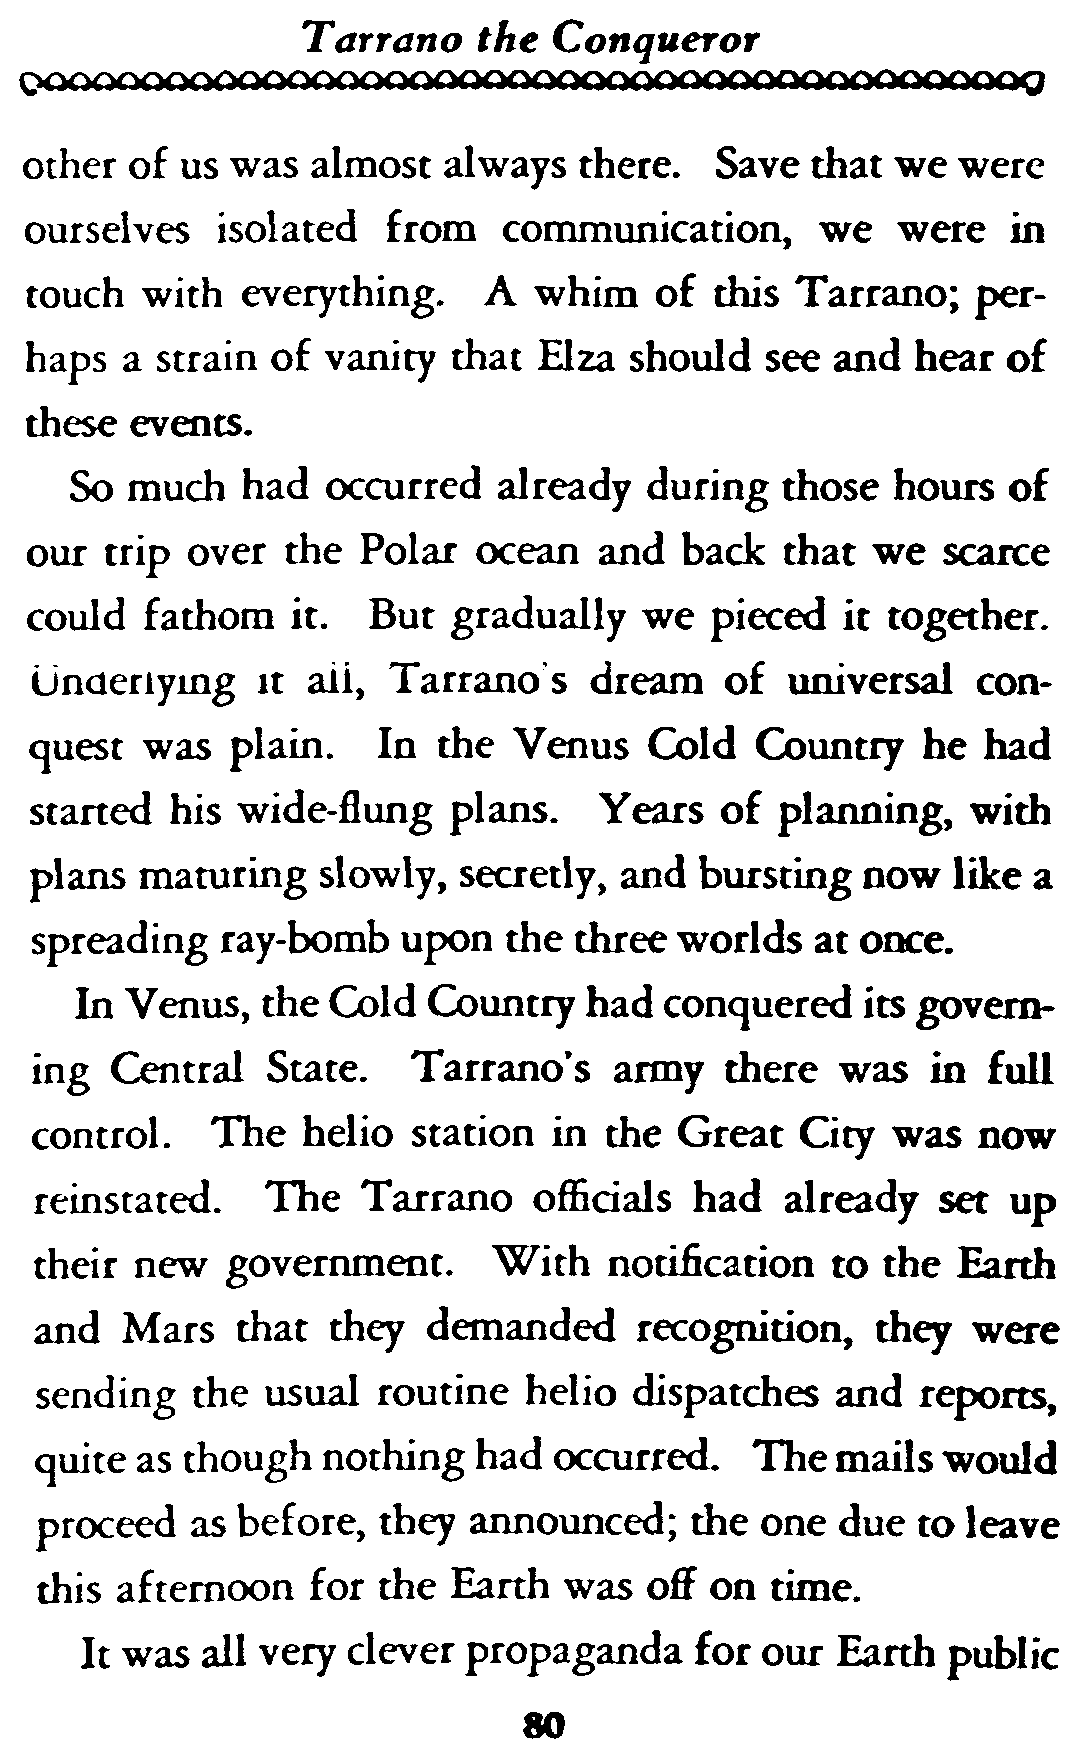 Tarrano the Conqueror
other of us was almost always there. Save that we were
ourselves isolated from communication, we were in
touch with everything. A whim of this Tarrano; per-
haps a strain of vanity that Elza should see and hear of
these events.
So much had occurred already during those hours of
our trip over the Polar ocean and back that we scarce
could fathom it. But gradually we pieced it together.
Underlying it all, Tarrano's dream of universal con-
quest was plain. In the Venus Cold Country he had
started his wide-flung plans. Years of planning, with
plans maturing slowly, secretly, and bursting now like a
spreading ray-bomb upon the three worlds at once.
In Venus, the Cold Country had conquered its govern-
ing Central State. Tarrano's army there was in full
control. The helio station in the Great City was now
reinstated. The Tarrano officials had already set up
their new government. With notification to the Earth
and Mars that they demanded recognition, they were
sending the usual routine helio dispatches and reports,
quite as though nothing had occurred. The mails would
proceed as before, they announced; the one due to leave
this afternoon for the Earth was off on time.
It was all very clever propaganda for our Earth public
80